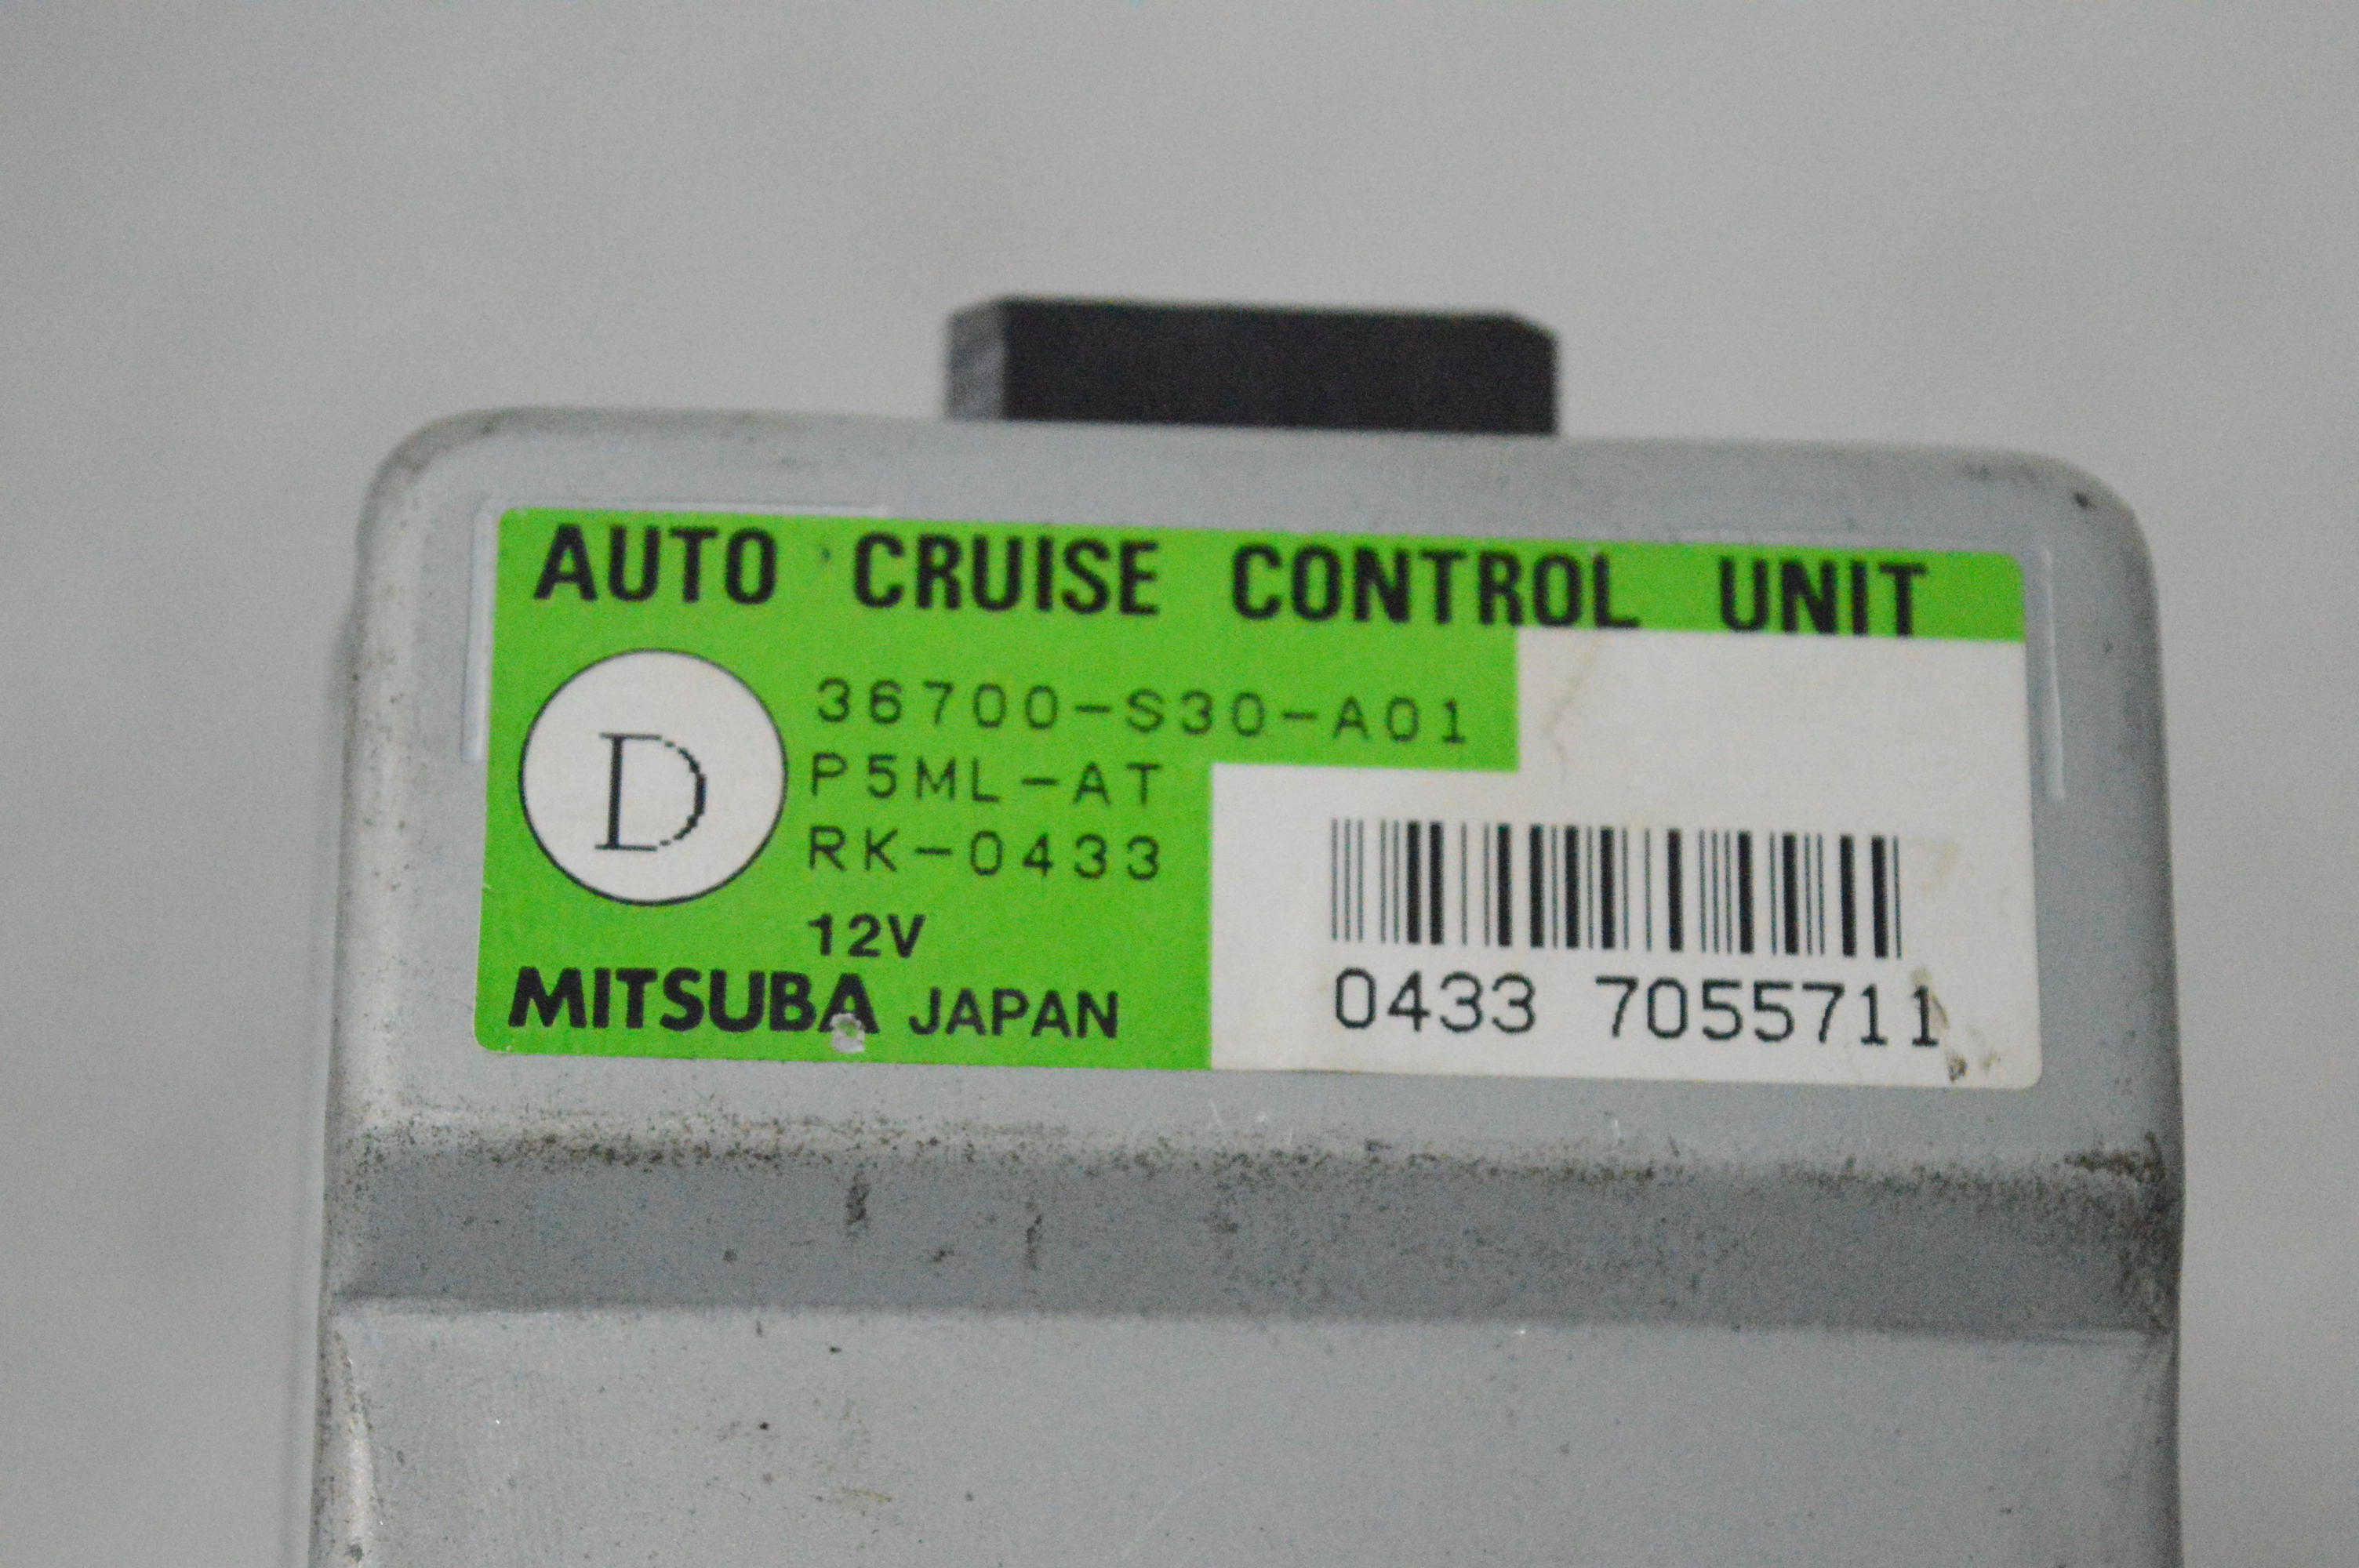 AUTO CRUISE CONTROL UNIT
D
36700-S30-A01
P5ML-AT
RK-0433
12V
MITSUBA JAPAN
0433 7055711